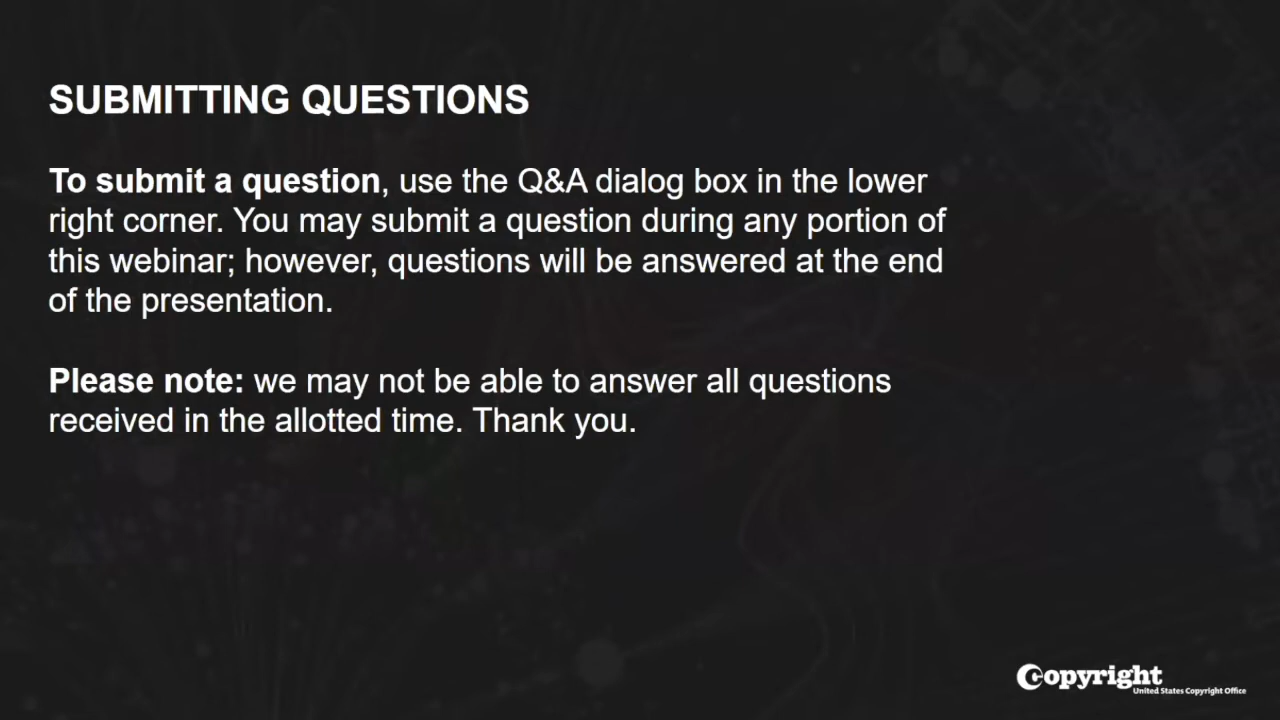 SUBMITTING QUESTIONS
To submit a question, use the Q&A dialog box in the lower
right corner. You may submit a question during any portion of
this webinar; however, questions will be answered at the end
of the presentation.
Please note: we may not be able to answer all questions
received in the allotted time. Thank you.
Copyright
United States Copyright Office